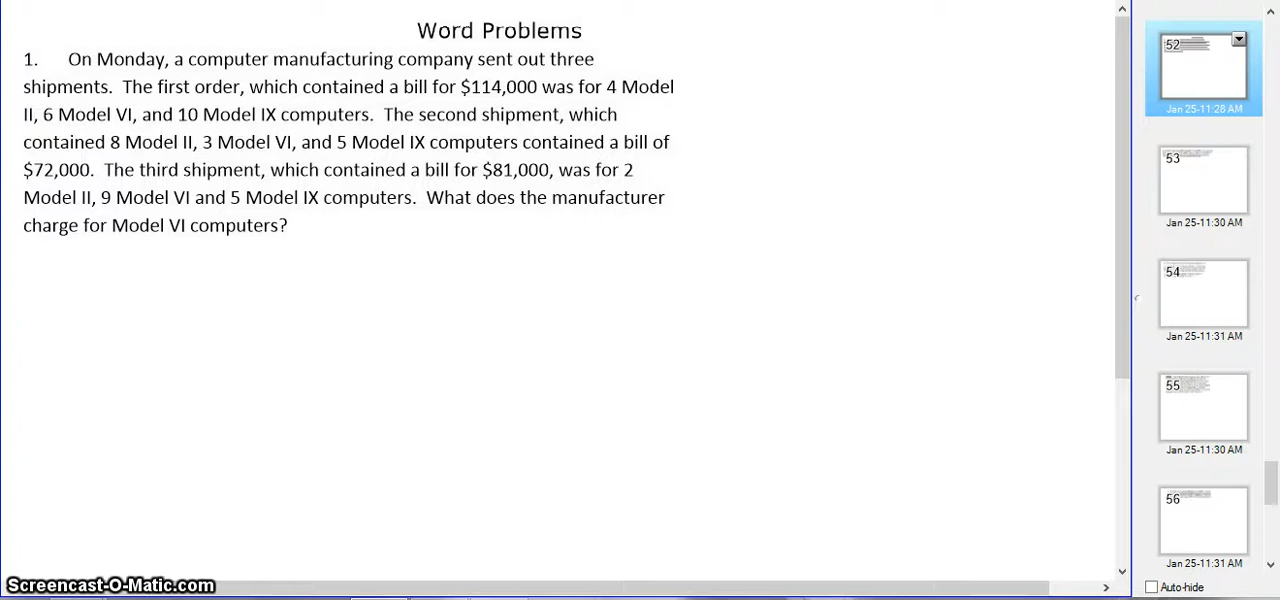 Word Problems
1. On Monday, a computer manufacturing company sent out three
shipments. The first order, which contained a bill for $114,000 was for 4 Model
II, 6 Model VI, and 10 Model IX computers. The second shipment, which
contained 8 Model II, 3 Model VI, and 5 Model IX computers contained a bill of
$72,000. The third shipment, which contained a bill for $81,000, was for 2
Model II, 9 Model VI and 5 Model IX computers. What does the manufacturer
charge for Model VI computers?
52
Jan 25-11:28 AM
53
Jan 25-11:30 AM
54
Jan 25-11:31 AM
55
Jan 25-11:30 AM
56
Jan 25-11:31 AM
Auto-hide
Screencast-O-Matic.com